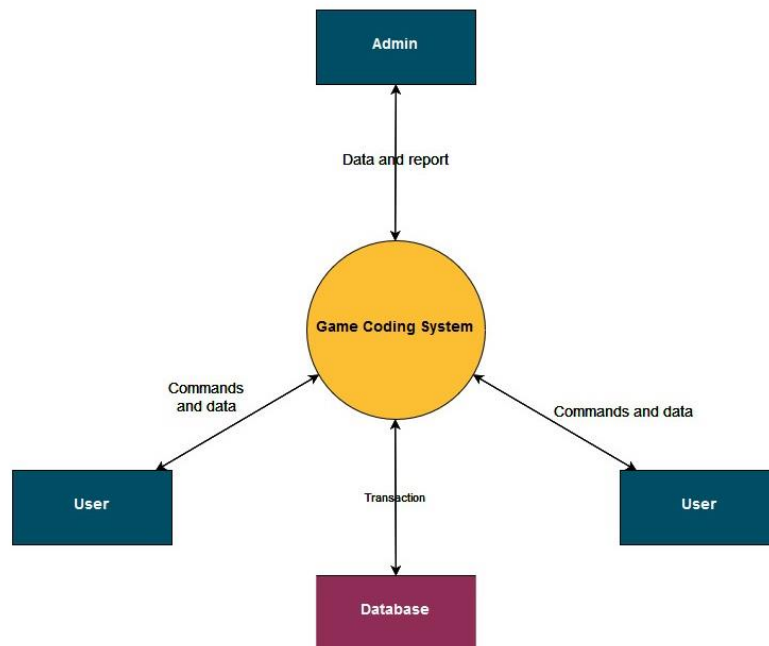 Admin
Data and report
Game Coding System
Commands
and data
Commands and data
User
Transaction
User
Database